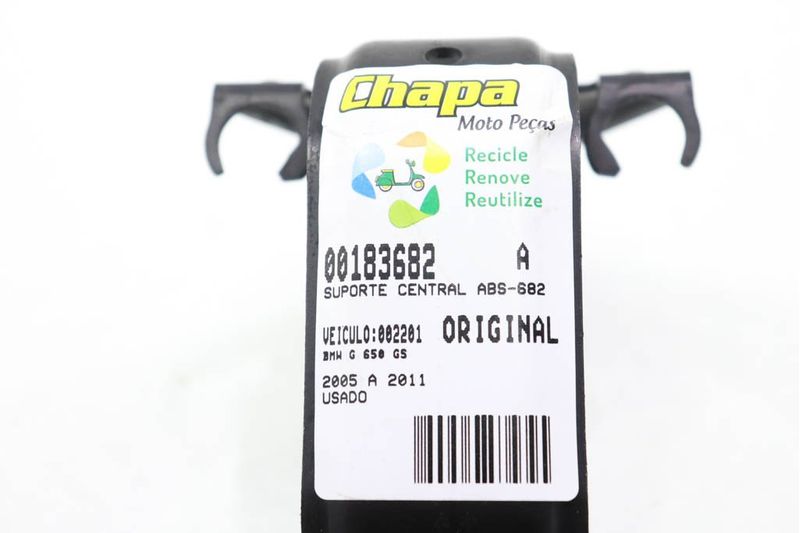 Chapa
Moto Peças
Recicle
Renove
Reutilize
00183682 A
SUPORTE CENTRAL ABS-682
VEICULO:002201 ORIGINAL
BMW G 650 GS
2005 A 2011
USADO